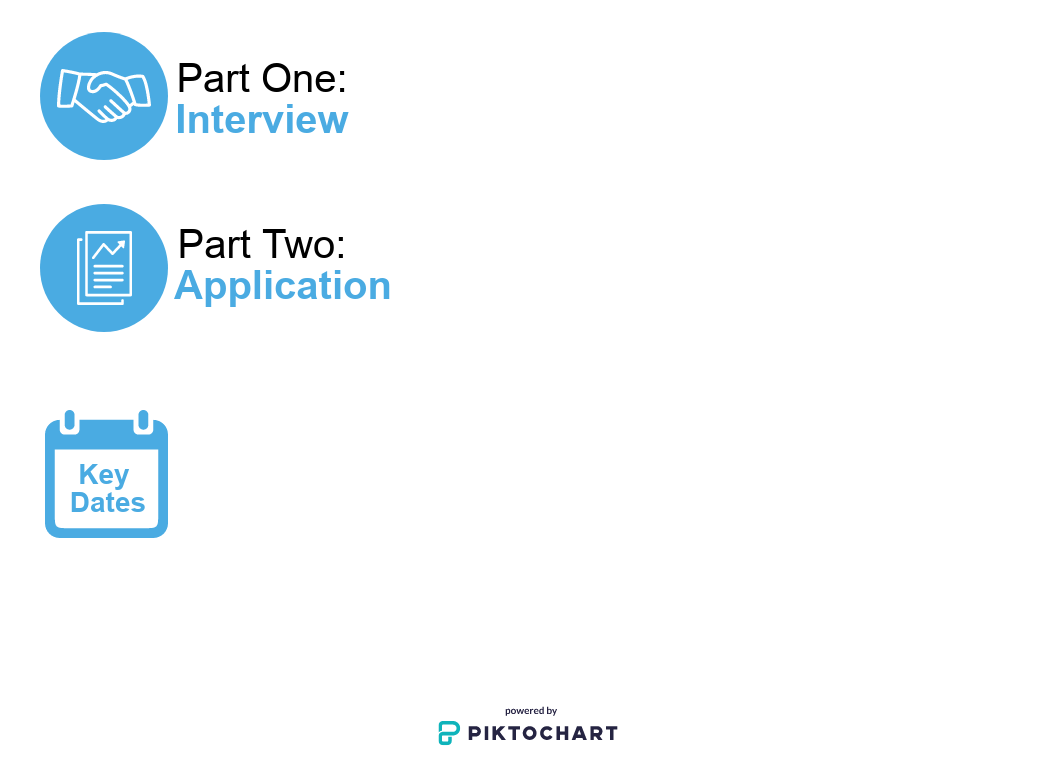 Part One:
Interview
Part Two:
Application
Key
Dates
powered by
PIKTOCHART